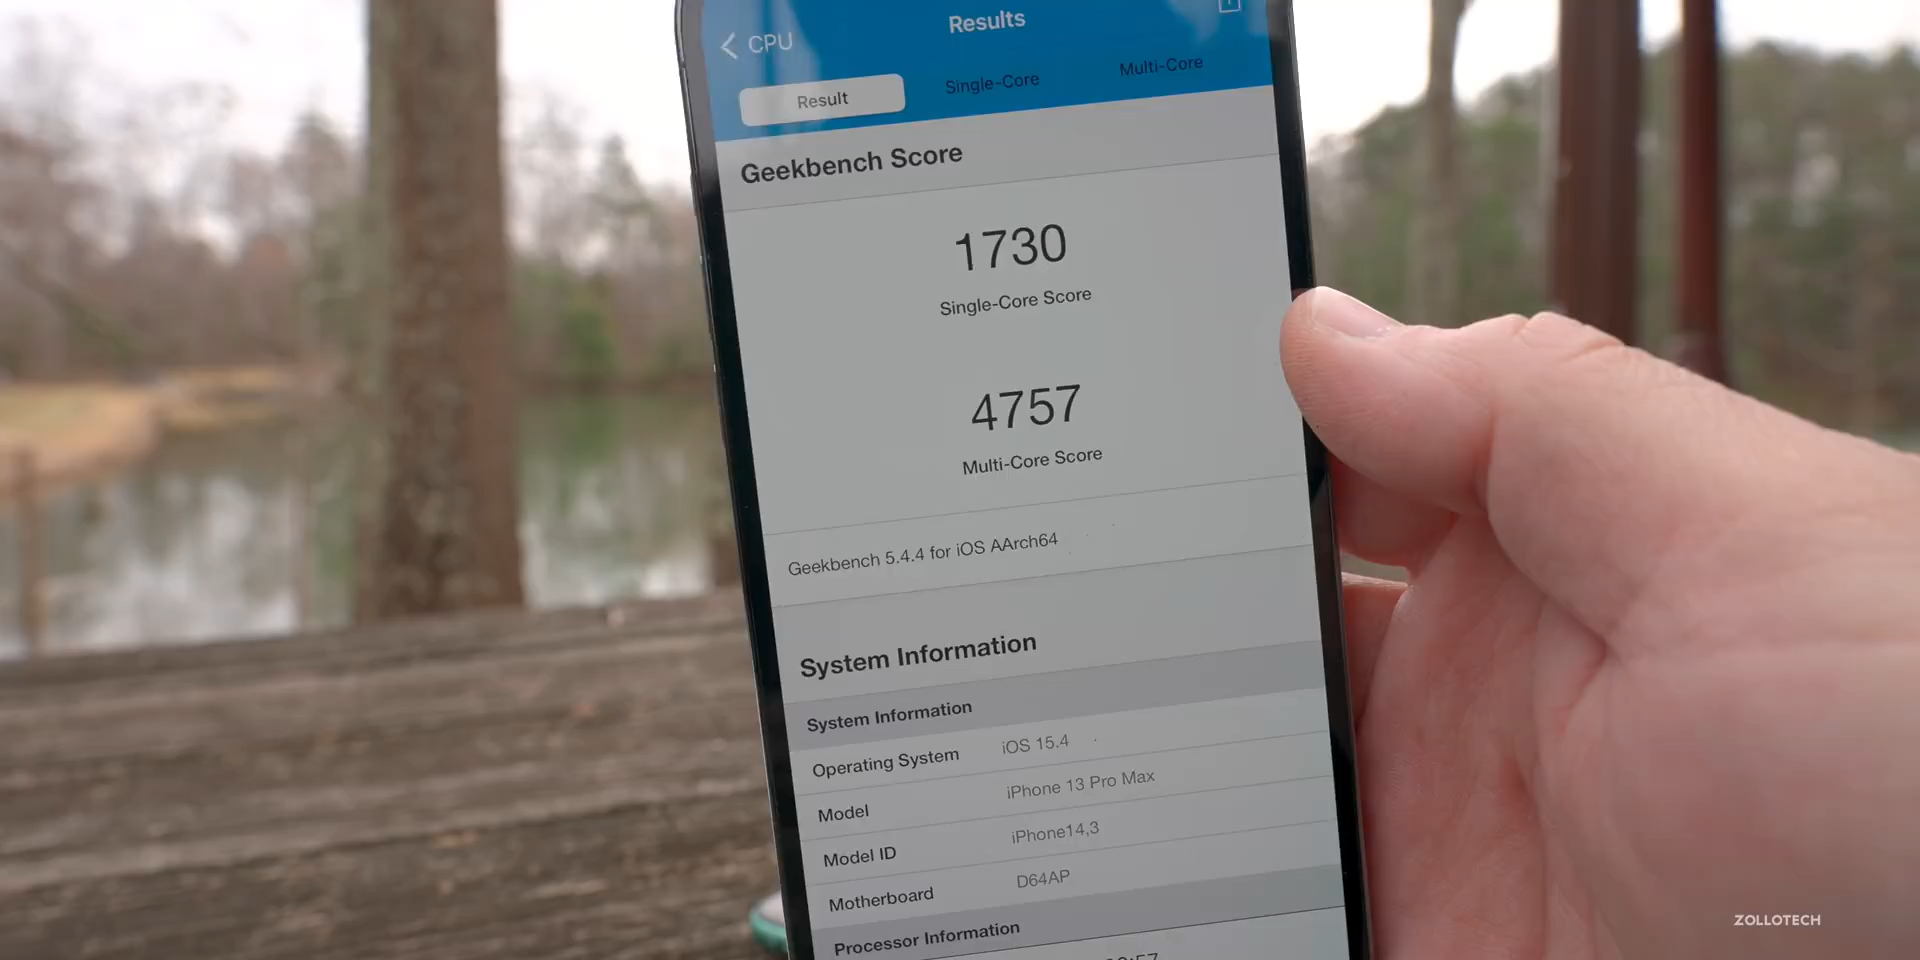 Results
CPU
Result
Single-Core
Multi-Core
Geekbench Score
1730
Single-Core Score
4757
Multi-Core Score
Geekbench 5.4.4 for iOS AArch64
System Information
System Information
Operating System iOS 15.4
Model iPhone 13 Pro Max
Model ID iPhone14,3
Motherboard D64AP
Processor Information
ZOLLOTECH